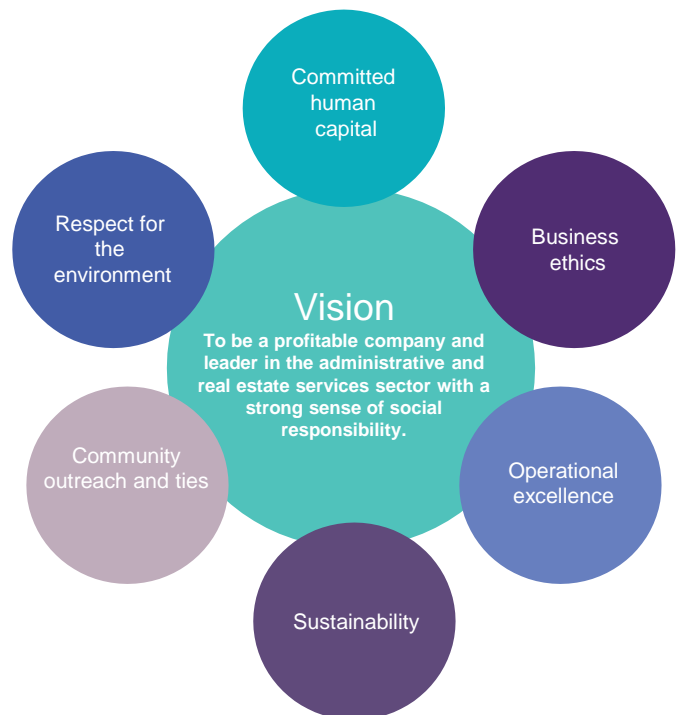 Committed
human
capital
Respect for
the
environment
Business
ethics
Vision
To be a profitable company and
leader in the administrative and
real estate services sector with a
strong sense of social
responsibility.
Community
outreach and ties
Operational
excellence
Sustainability